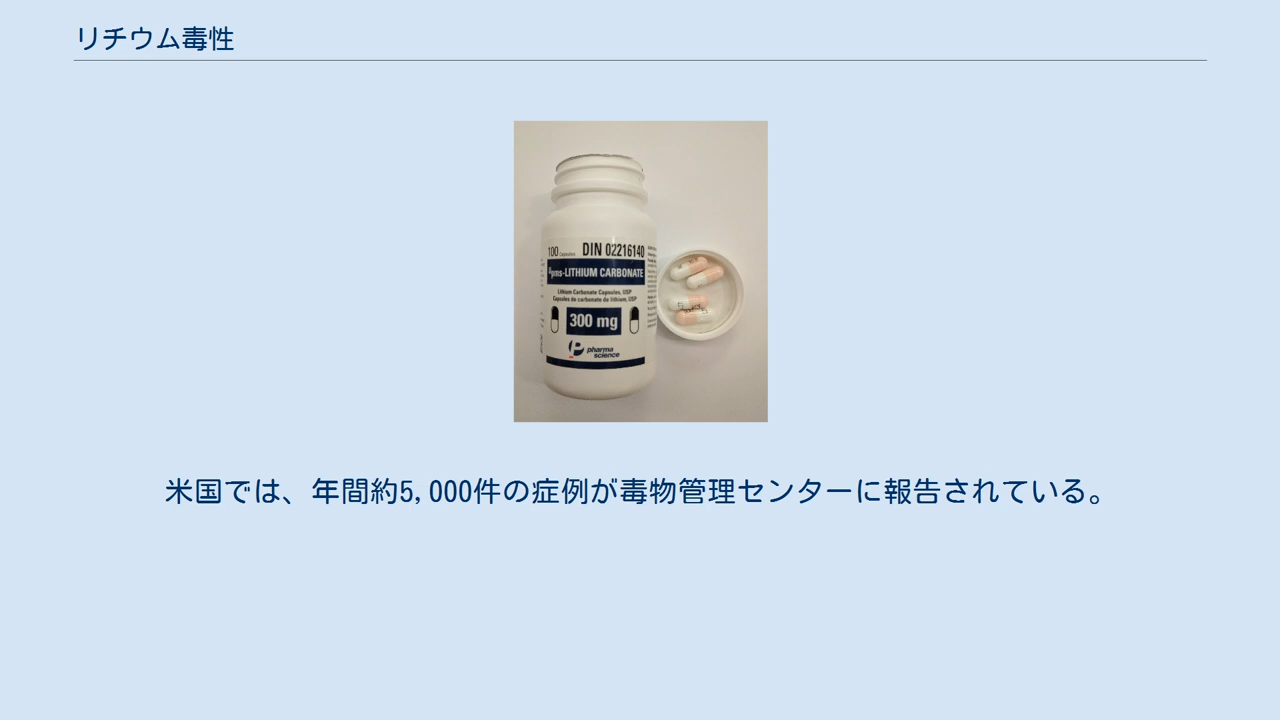 リチウム毒性
100 Capsules DIN 02216140
pms-LITHIUM CARBONATE
Lithium Carbonate Capsules, USP
Capsules de carbonate de lithium, USP
300 mg
pharma
science
米国では、年間約5,000件の症例が毒物管理センターに報告されている。